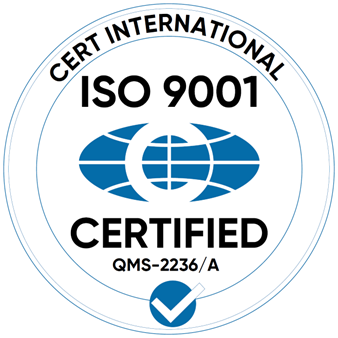 CERT INTERNATIONAL
ISO 9001
CERTIFIED
QMS-2236/A